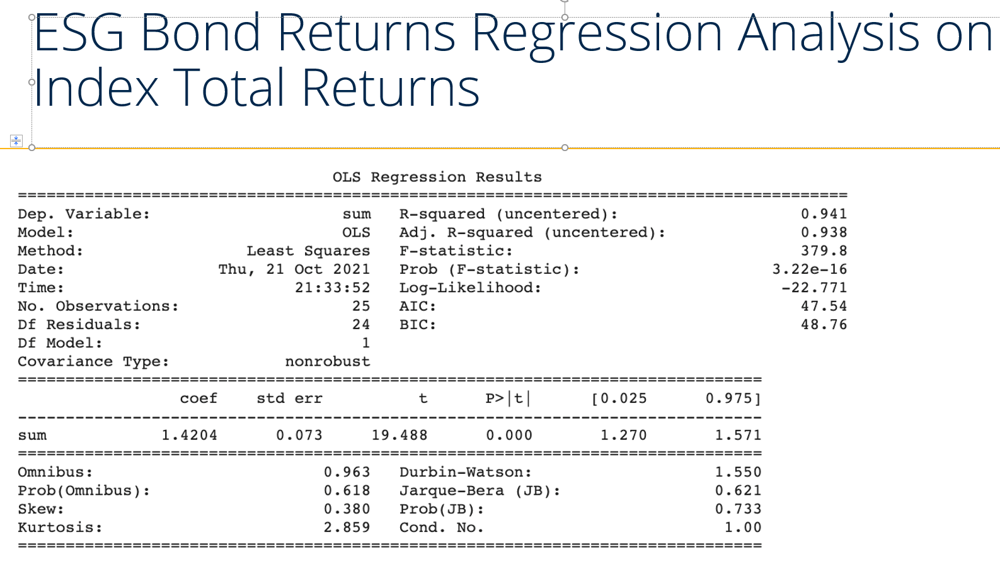 ESG Bond Returns Regression Analysis on
Index Total Returns
OLS Regression Results
==============================================================================
Dep. Variable: sum R-squared (uncentered): 0.941
Model: OLS Adj. R-squared (uncentered): 0.938
Method: Least Squares F-statistic: 379.8
Date: Thu, 21 Oct 2021 Prob (F-statistic): 3.22e-16
Time: 21:33:52 Log-Likelihood: -22.771
No. Observations: 25 AIC: 47.54
Df Residuals: 24 BIC: 48.76
Df Model: 1
Covariance Type: nonrobust
==============================================================================
coef std err t P>|t| [0.025 0.975]
------------------------------------------------------------------------------
sum 1.4204 0.073 19.488 0.000 1.270 1.571
==============================================================================
Omnibus: 0.963 Durbin-Watson: 1.550
Prob(Omnibus): 0.618 Jarque-Bera (JB): 0.621
Skew: 0.380 Prob(JB): 0.733
Kurtosis: 2.859 Cond. No. 1.00
==============================================================================